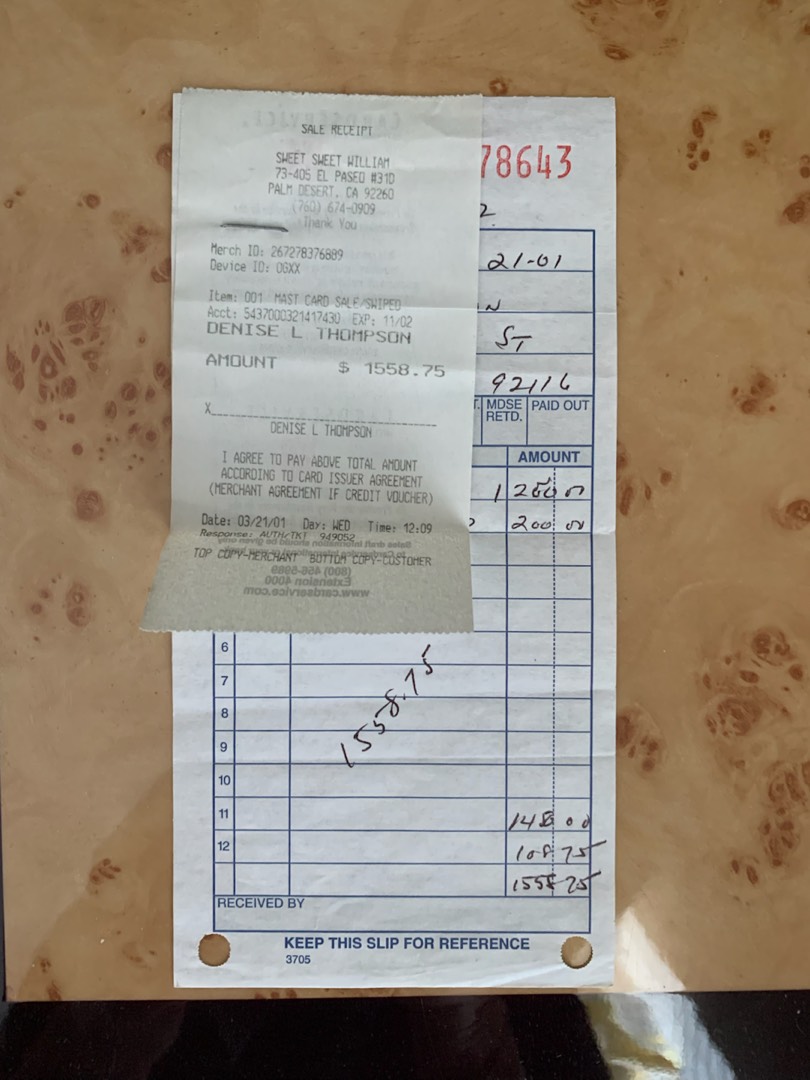 SALE RECEIPT
SWEET SWEET WILLIAM
73-405 EL PASEO #31D
PALM DESERT, CA 92260
(760) 674-0909
Thank You
Merch ID: 267278376889
Device ID: OGXX
Item: 001 MAST CARD SALE/SWIPED
Acct: 5437000321417430 EXP: 11/02
DENISE L THOMPSON
AMOUNT $ 1558.75
X
DENISE L THOMPSON
I AGREE TO PAY ABOVE TOTAL AMOUNT
ACCORDING TO CARD ISSUER AGREEMENT
(MERCHANT AGREEMENT IF CREDIT VOUCHER)
Date: 03/21/01 Day: WED Time: 12:09
Response: AUTH/TKT 949052
TOP COPY-MERCHANT BOTTOM COPY-CUSTOMER
(800) 456-5989
Extension 4000
www.cardservice.com
78643
2
21-01
N
ST
92116
MDSE RETD. PAID OUT
AMOUNT
200 00
6
7
8
1558.75
9
10
11
12 108 75
1558 75
RECEIVED BY
KEEP THIS SLIP FOR REFERENCE
3705